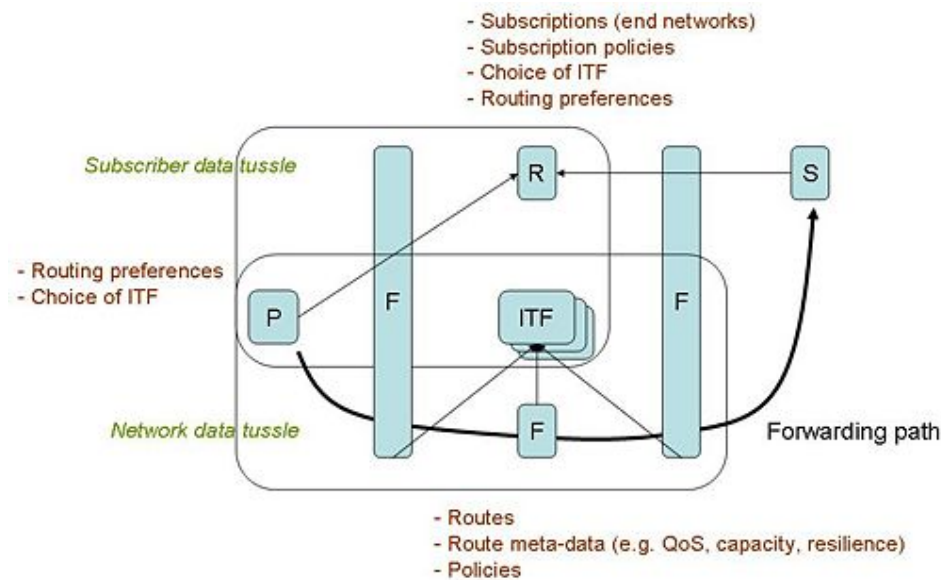 - Subscriptions (end networks)
- Subscription policies
- Choice of ITF
- Routing preferences
Subscriber data tussle
R
S
- Routing preferences
- Choice of ITF
P
F
ITF
F
Network data tussle
F
Forwarding path
- Routes
- Route meta-data (e.g. QoS, capacity, resilience)
- Policies